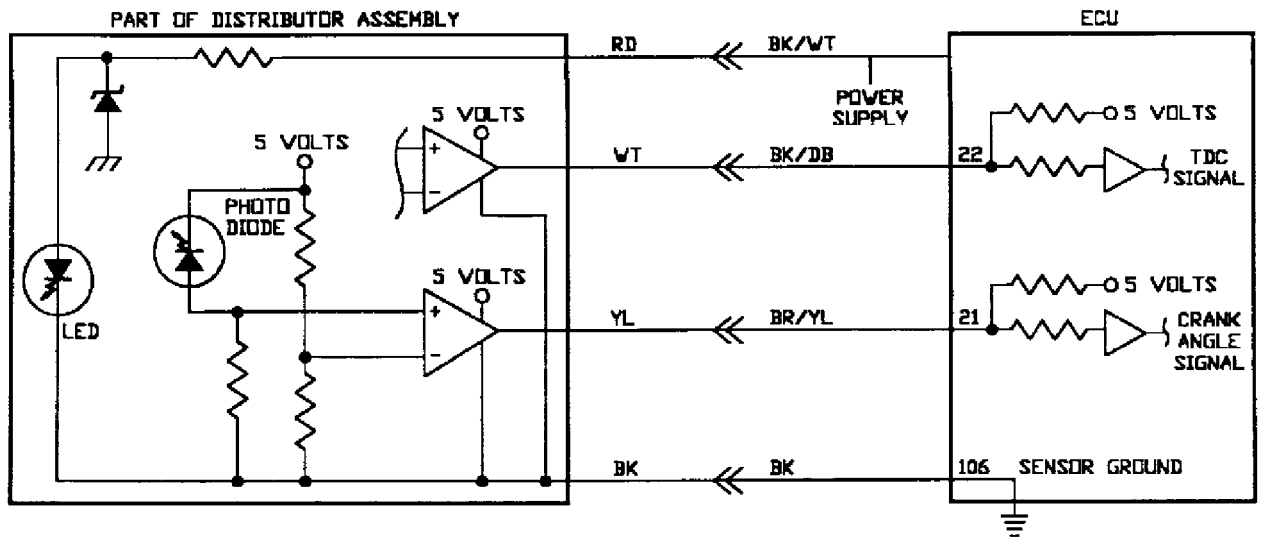 PART OF DISTRIBUTOR ASSEMBLY
ECU
RD
BK/WT
POWER
SUPPLY
5 VOLTS
5 VOLTS
5 VOLTS
+
-
WT
BK/DB
22
TDC
SIGNAL
PHOTO
DIODE
LED
5 VOLTS
+
-
YL
BR/YL
21
5 VOLTS
CRANK
ANGLE
SIGNAL
BK
BK
106 SENSOR GROUND